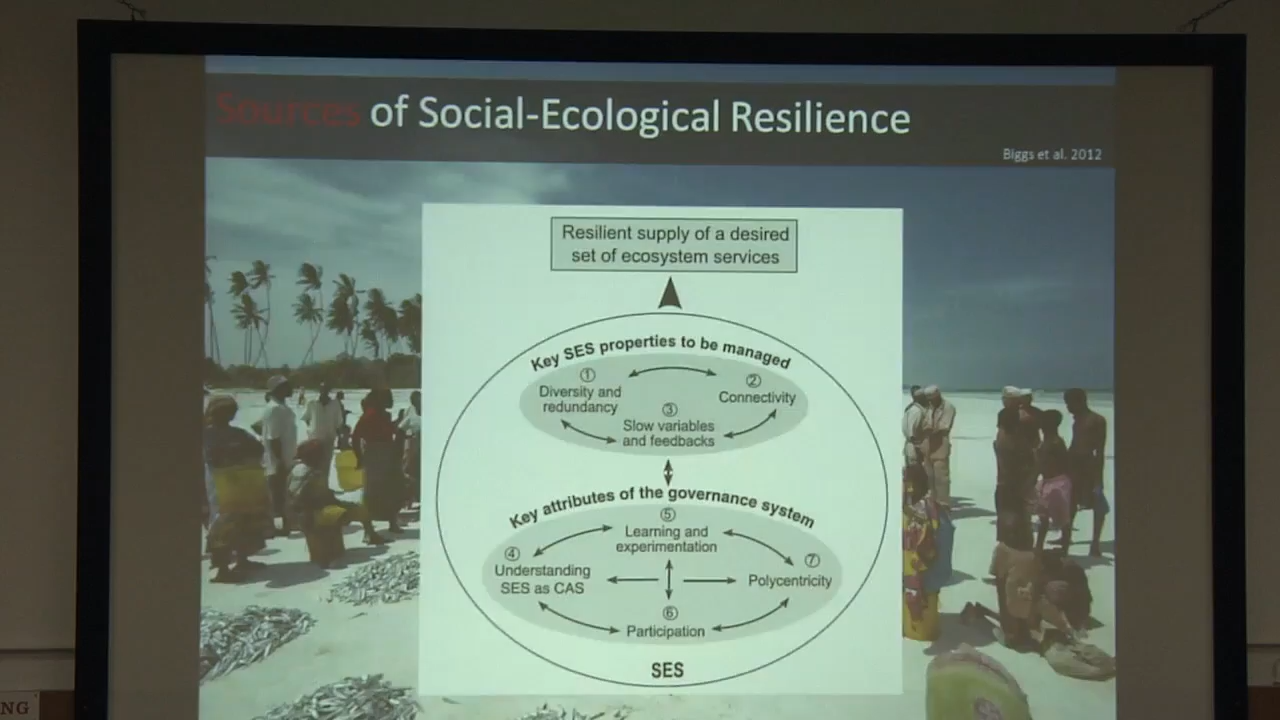 Sources of Social-Ecological Resilience
Biggs et al. 2012
Resilient supply of a desired
set of ecosystem services
Key SES properties to be managed
①
Diversity and
redundancy
②
Connectivity
③
Slow variables
and feedbacks
Key attributes of the governance system
⑤
Learning and
experimentation
④
Understanding
SES as CAS
⑦
Polycentricity
⑥
Participation
SES
NG